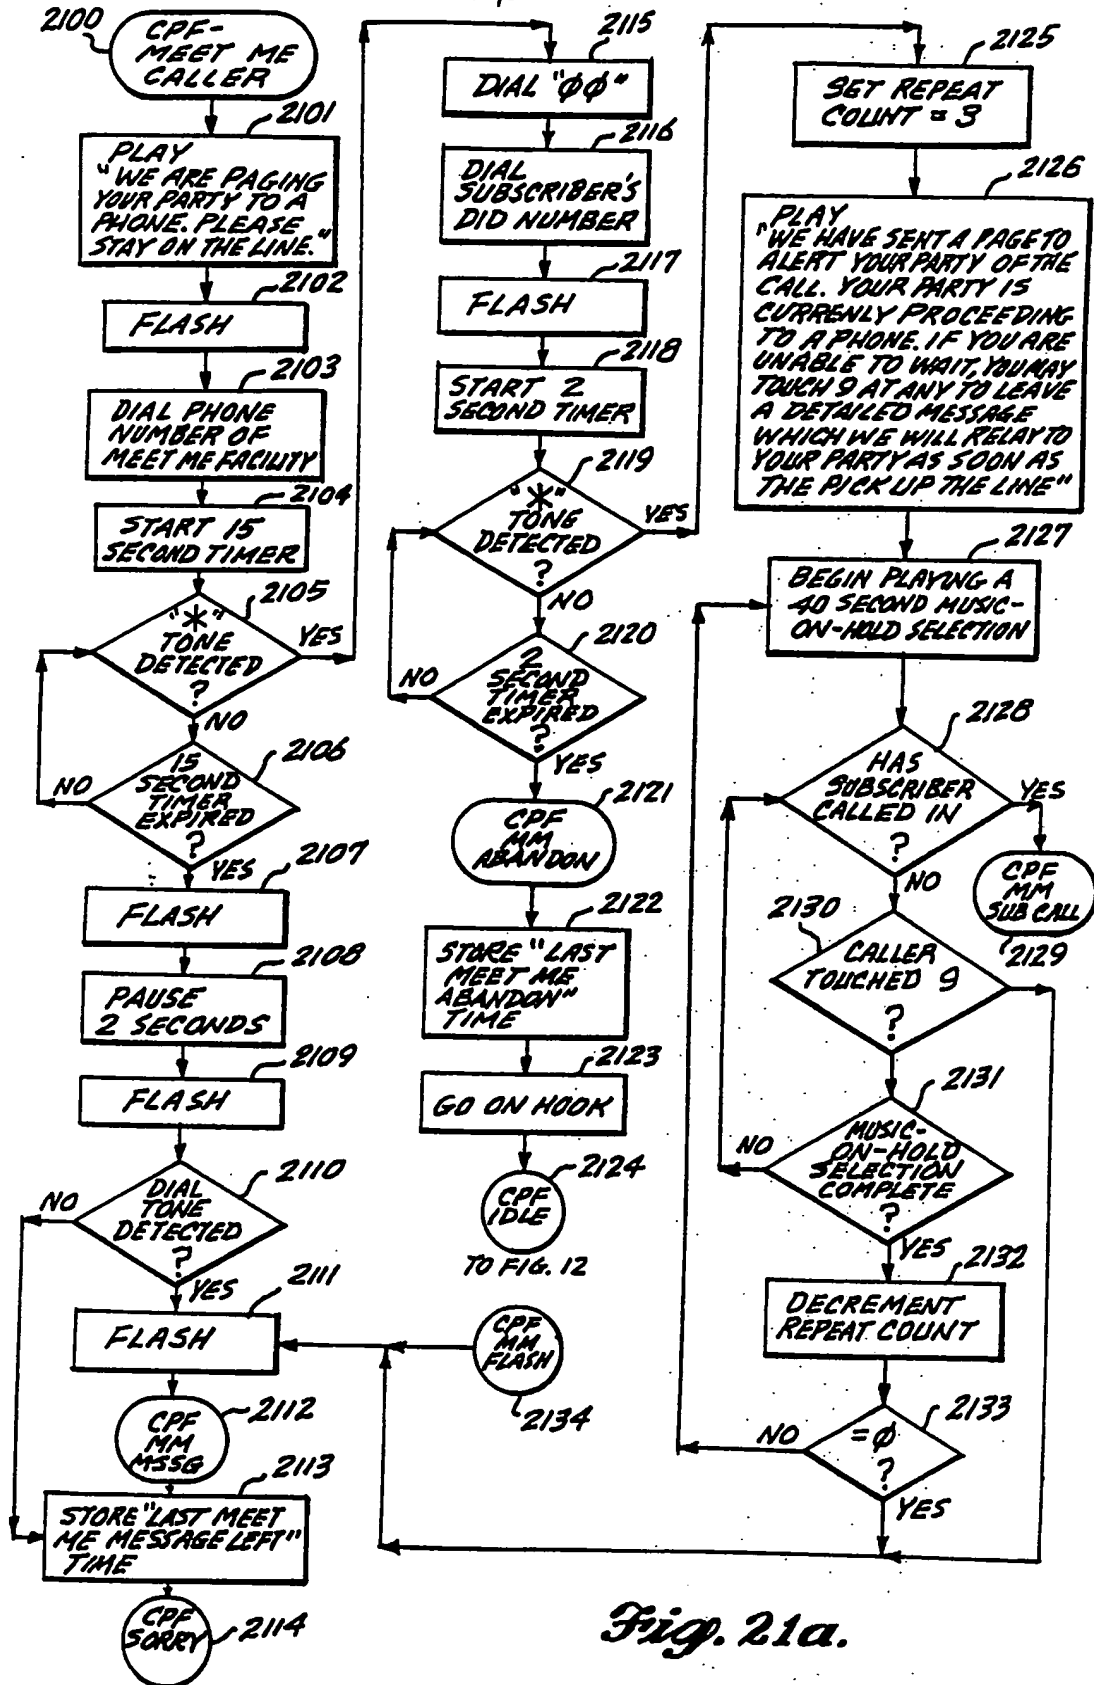 2100
CPF-
MEET ME
CALLER
2101
PLAY
"WE ARE PAGING
YOUR PARTY TO A
PHONE. PLEASE
STAY ON THE LINE."
2102
FLASH
2103
DIAL PHONE
NUMBER OF
MEET ME FACILITY
2104
START 15
SECOND TIMER
2105
"*"
TONE
DETECTED
?
YES
NO
2106
15
SECOND
TIMER
EXPIRED
?
NO
YES
2107
FLASH
2108
PAUSE
2 SECONDS
2109
FLASH
2110
DIAL
TONE
DETECTED
?
NO
YES
2111
FLASH
2112
CPF
MM
MSSG
2113
STORE "LAST MEET
ME MESSAGE LEFT"
TIME
CPF
SORRY
2114
2115
DIAL "φφ"
2116
DIAL
SUBSCRIBER'S
DID NUMBER
2117
FLASH
2118
START 2
SECOND TIMER
2119
"*"
TONE
DETECTED
?
YES
NO
2120
2
SECOND
TIMER
EXPIRED
?
NO
YES
2121
CPF
MM
ABANDON
2122
STORE "LAST
MEET ME
ABANDON"
TIME
2123
GO ON HOOK
2124
CPF
IDLE
TO FIG. 12
CPF
MM
FLASH
2134
2125
SET REPEAT
COUNT = 3
2126
PLAY
"WE HAVE SENT A PAGE TO
ALERT YOUR PARTY OF THE
CALL. YOUR PARTY IS
CURRENLY PROCEEDING
TO A PHONE. IF YOU ARE
UNABLE TO WAIT, YOU MAY
TOUCH 9 AT ANY TO LEAVE
A DETAILED MESSAGE
WHICH WE WILL RELAY TO
YOUR PARTY AS SOON AS
THE PICK UP THE LINE"
2127
BEGIN PLAYING A
40 SECOND MUSIC-
ON-HOLD SELECTION
2128
HAS
SUBSCRIBER
CALLED IN
?
YES
NO
CPF
MM
SUB CALL
2129
2130
CALLER
TOUCHED 9
?
2131
MUSIC-
ON-HOLD
SELECTION
COMPLETE
?
NO
YES
2132
DECREMENT
REPEAT COUNT
2133
=φ
?
NO
YES
Fig. 21a.